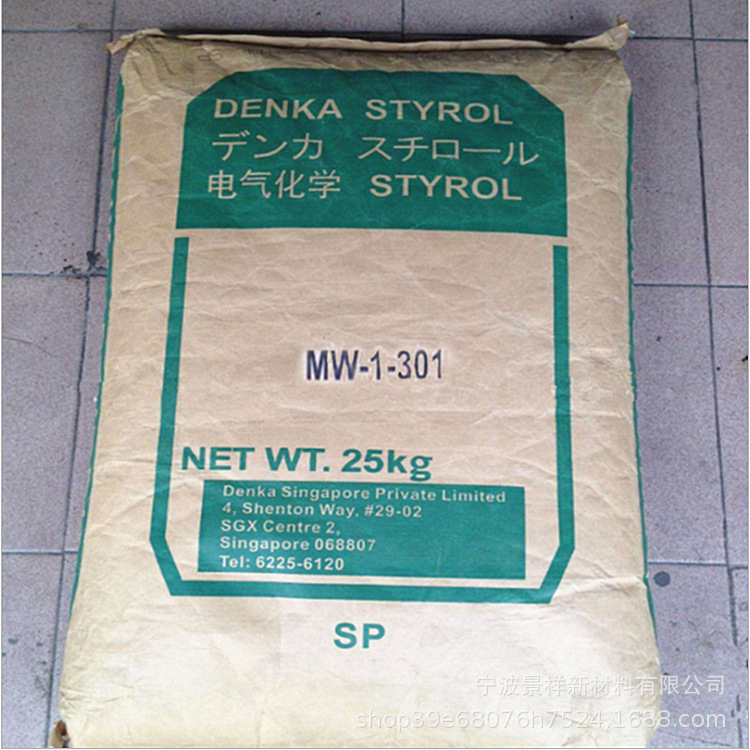 DENKA STYROL
デンカ スチロール
电气化学 STYROL
MW-1-301
NET WT. 25kg
Denka Singapore Private Limited
4, Shenton Way, #29-02
SGX Centre 2,
Singapore 068807
Tel: 6225-6120
SP
宁波景祥新材料有限公司
shop39e68076h7524.1688.com